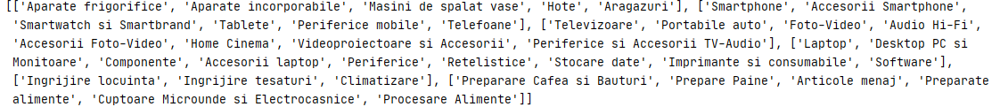 [['Aparate frigorifice', 'Aparate incorporabile', 'Masini de spalat vase', 'Hote', 'Aragazuri'], ['Smartphone', 'Accesorii Smartphone',
'Smartwatch si Smartbrand', 'Tablete', 'Periferice mobile', 'Telefoane'], ['Televizoare', 'Portabile auto', 'Foto-Video', 'Audio Hi-Fi',
'Accesorii Foto-Video', 'Home Cinema', 'Videoproiectoare si Accesorii', 'Periferice si Accesorii TV-Audio'], ['Laptop', 'Desktop PC si
Monitoare', 'Componente', 'Accesorii laptop', 'Periferice', 'Retelistice', 'Stocare date', 'Imprimante si consumabile', 'Software'],
['Ingrijire locuinta', 'Ingrijire tesaturi', 'Climatizare'], ['Preparare Cafea si Bauturi', 'Prepare Paine', 'Articole menaj', 'Preparate
alimente', 'Cuptoare Microunde si Electrocasnice', 'Procesare Alimente']]